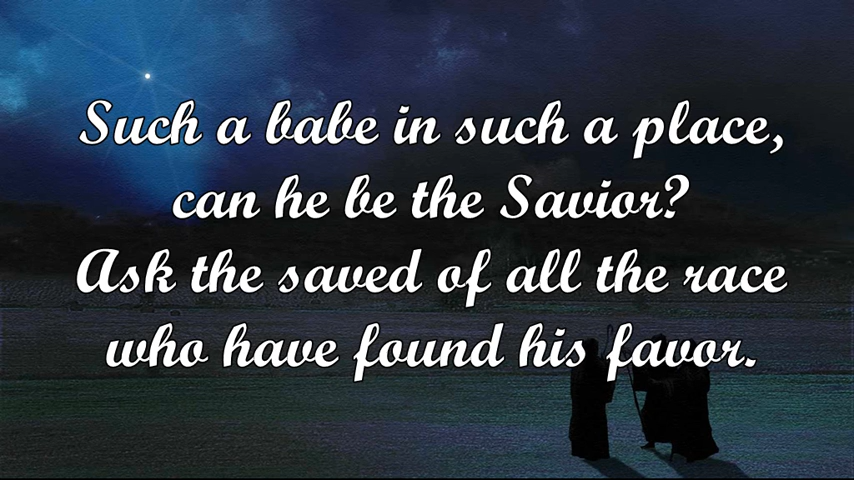 Such a babe in such a place,
can he be the Savior?
Ask the saved of all the race
who have found his favor.